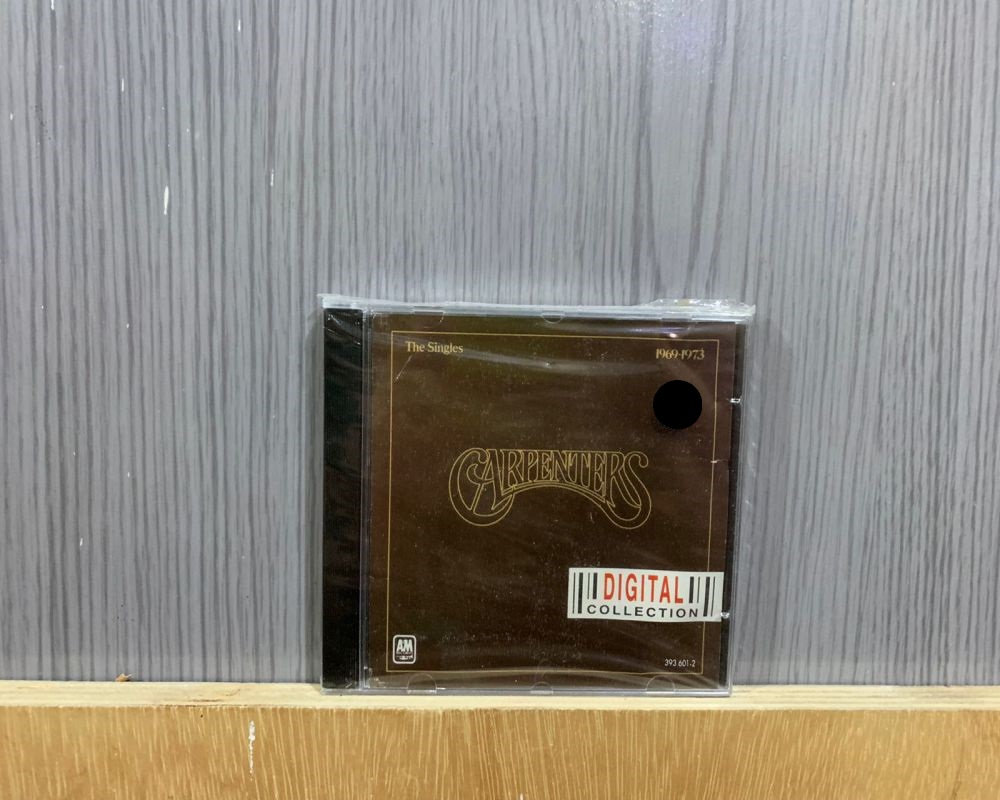 The Singles
1969-1973
CARPENTERS
DIGITAL
COLLECTION
A&M
393 601-2